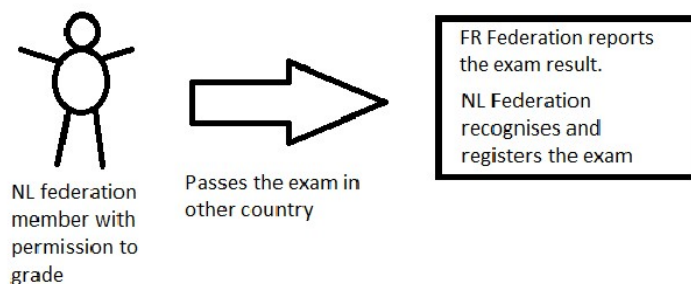 NL federation
member with
permission to
grade
Passes the exam in
other country
FR Federation reports
the exam result.
NL Federation
recognises and
registers the exam